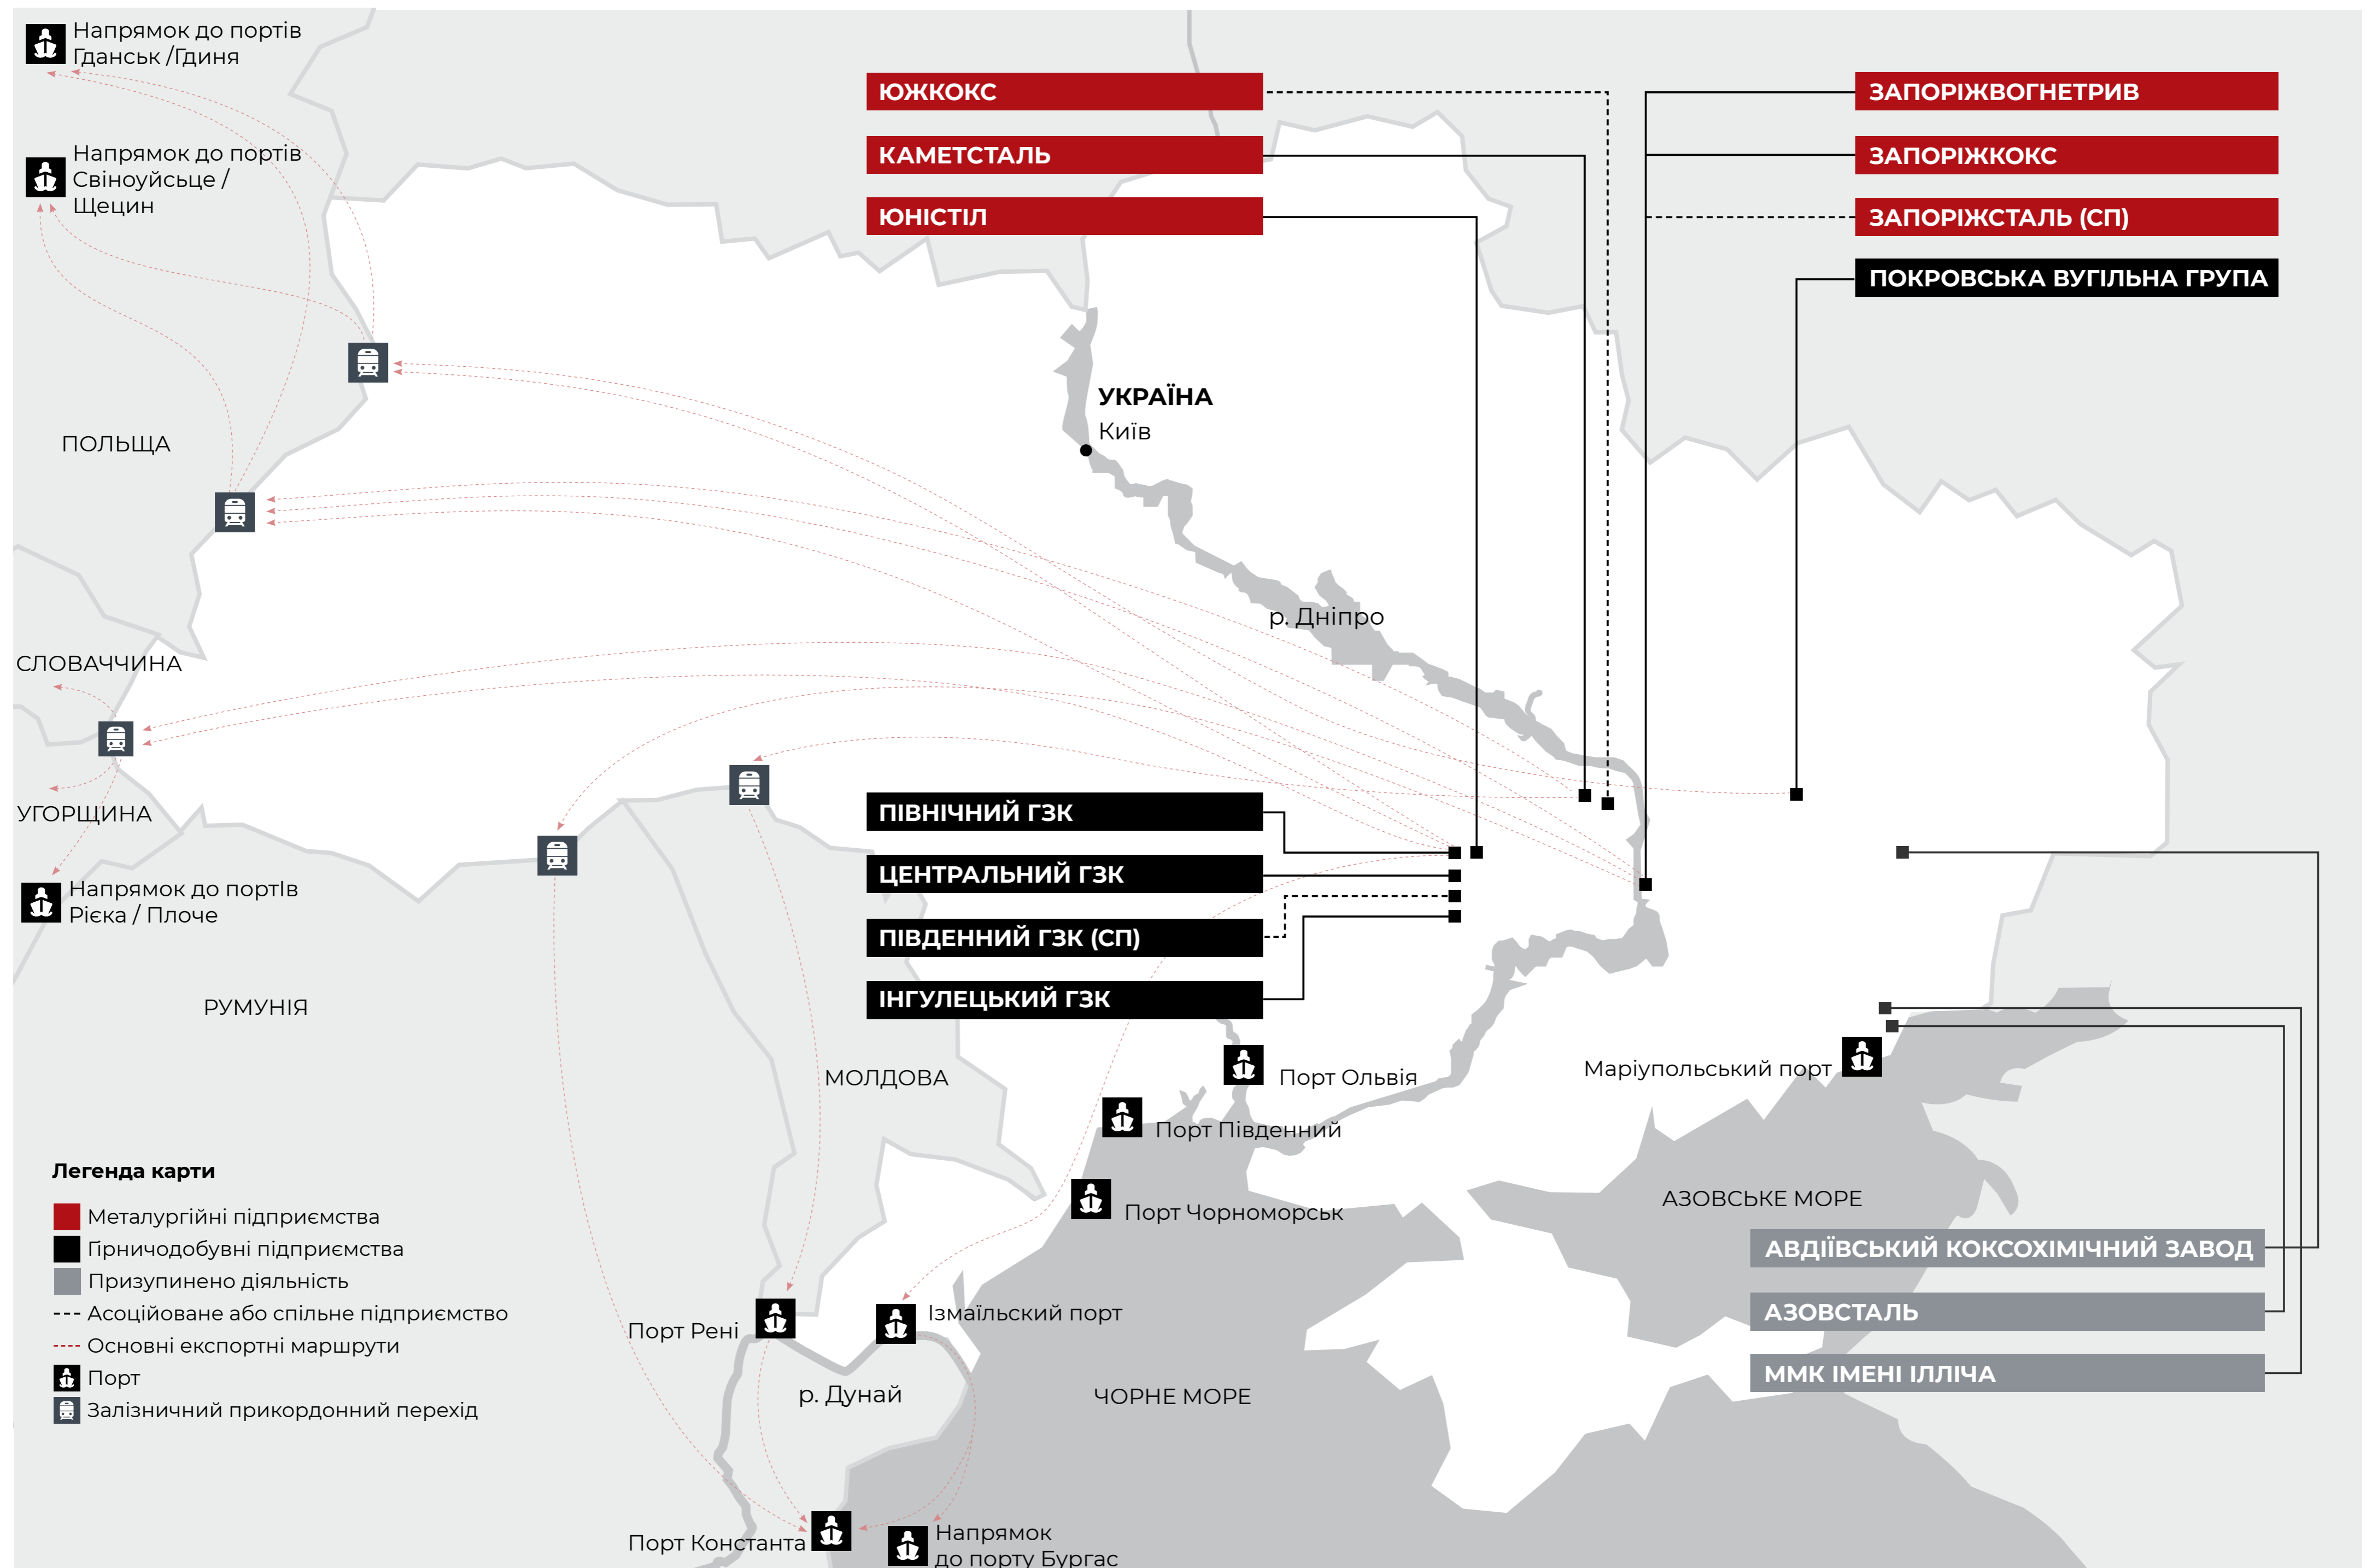 Напрямок до портів
Гданськ /Гдиня
Напрямок до портів
Свіноуйсьце /
Щецин
ЮЖКОКС
КАМЕТСТАЛЬ
ЮНІСТІЛ
ЗАПОРІЖВОГНЕТРИВ
ЗАПОРІЖКОКС
ЗАПОРІЖСТАЛЬ (СП)
ПОКРОВСЬКА ВУГІЛЬНА ГРУПА
УКРАЇНА
Київ
ПОЛЬЩА
р. Дніпро
СЛОВАЧЧИНА
УГОРЩИНА
Напрямок до портІв
Рієка / Плоче
РУМУНІЯ
ПІВНІЧНИЙ ГЗК
ЦЕНТРАЛЬНИЙ ГЗК
ПІВДЕННИЙ ГЗК (СП)
ІНГУЛЕЦЬКИЙ ГЗК
МОЛДОВА
Порт Ольвія
Порт Південний
Порт Чорноморськ
Маріупольський порт
АЗОВСЬКЕ МОРЕ
АВДІЇВСЬКИЙ КОКСОХІМІЧНИЙ ЗАВОД
АЗОВСТАЛЬ
ММК ІМЕНІ ІЛЛІЧА
Легенда карти
Металургійні підприємства
Гірничодобувні підприємства
Призупинено діяльність
Асоційоване або спільне підприємство
Основні експортні маршрути
Порт
Залізничний прикордонний перехід
Порт Рені
Ізмаїльский порт
р. Дунай
ЧОРНЕ МОРЕ
Порт Константа
Напрямок
до порту Бургас